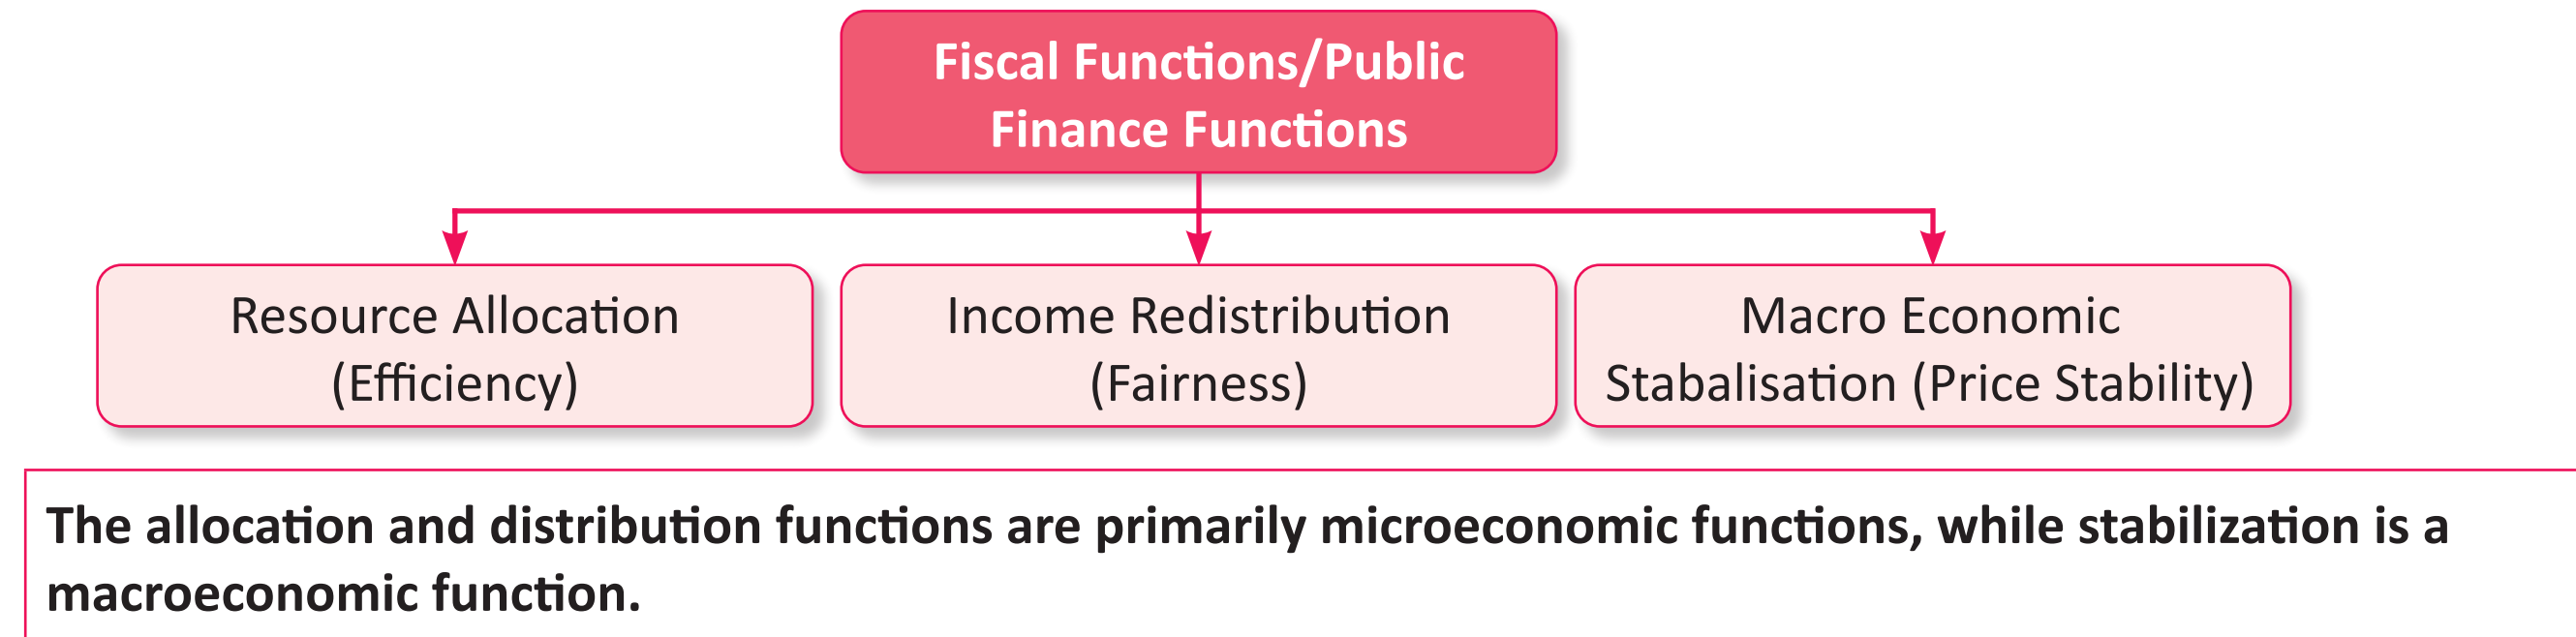 Fiscal Functions/Public
Finance Functions
Resource Allocation
(Efficiency)
Income Redistribution
(Fairness)
Macro Economic
Stabalisation (Price Stability)
The allocation and distribution functions are primarily microeconomic functions, while stabilization is a
macroeconomic function.